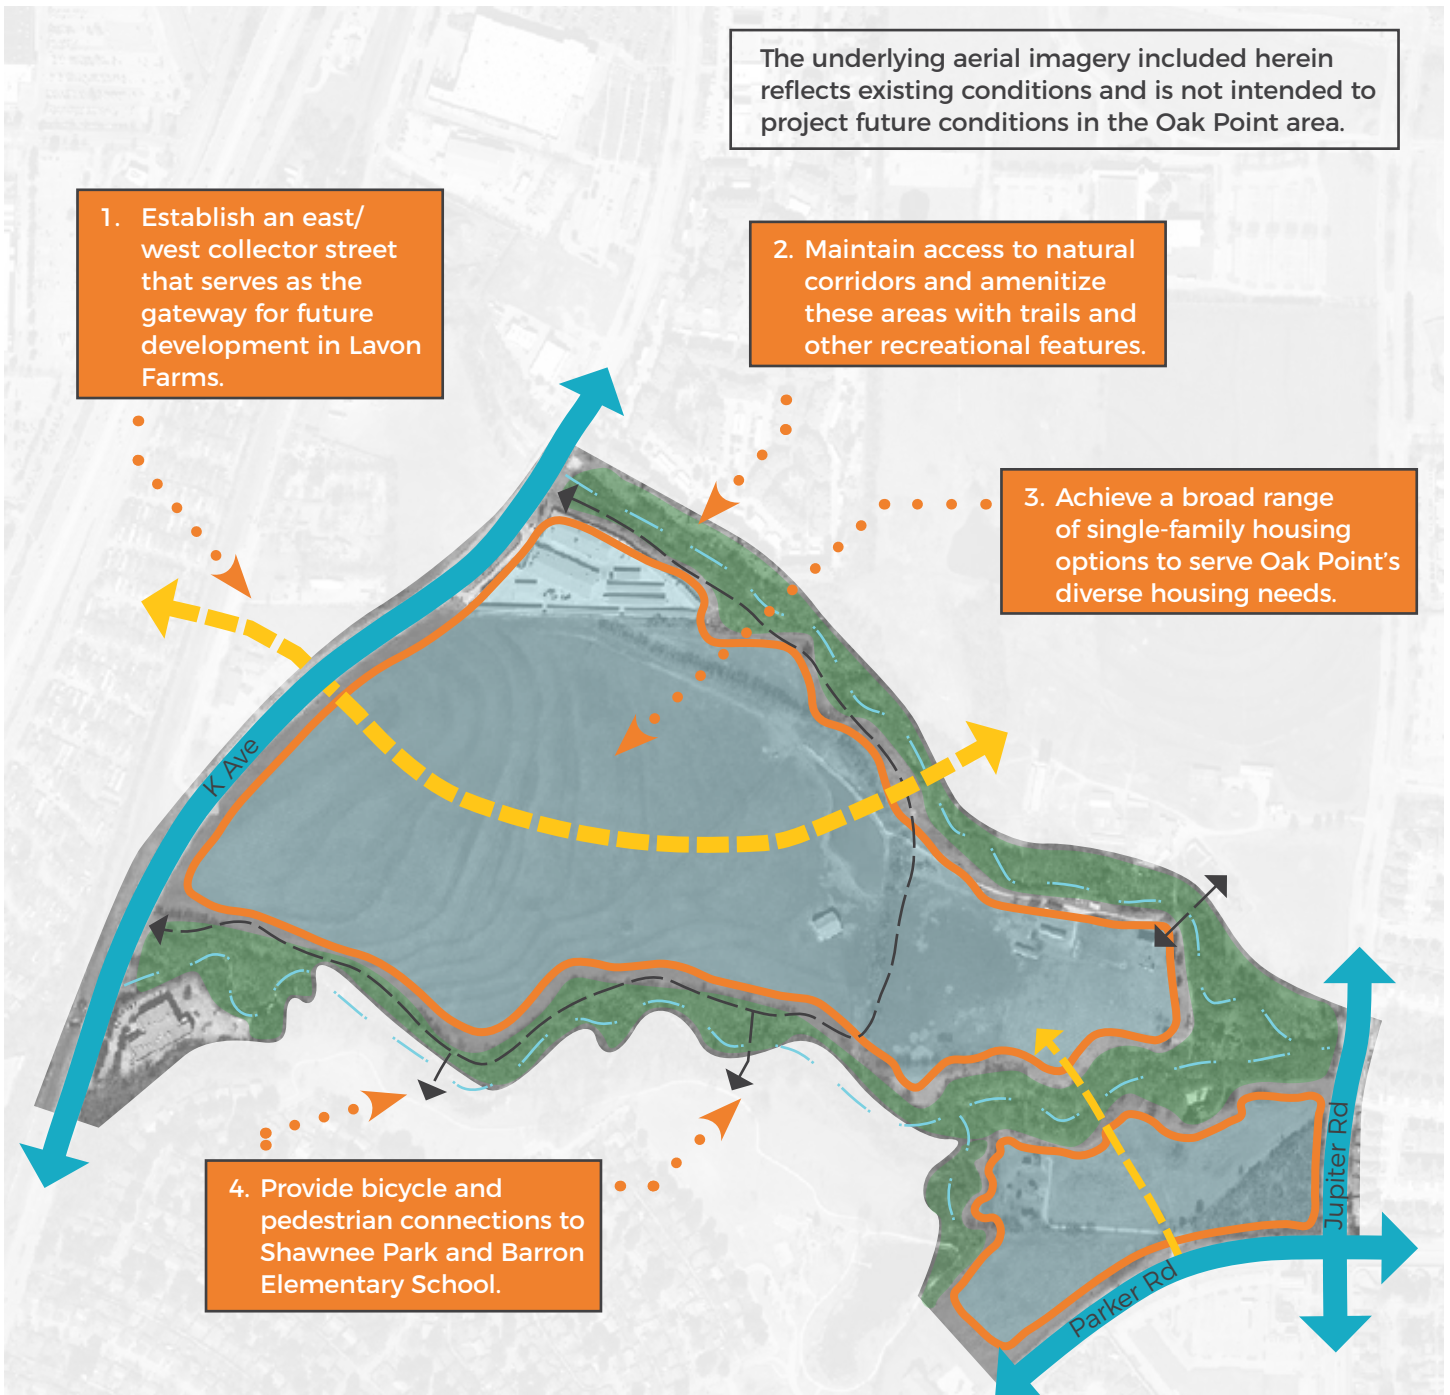 The underlying aerial imagery included herein
reflects existing conditions and is not intended to
project future conditions in the Oak Point area.
1. Establish an east/
west collector street
that serves as the
gateway for future
development in Lavon
Farms.
2. Maintain access to natural
corridors and amenitize
these areas with trails and
other recreational features.
3. Achieve a broad range
of single-family housing
options to serve Oak Point's
diverse housing needs.
K Ave
4. Provide bicycle and
pedestrian connections to
Shawnee Park and Barron
Elementary School.
Jupiter Rd
Parker Rd